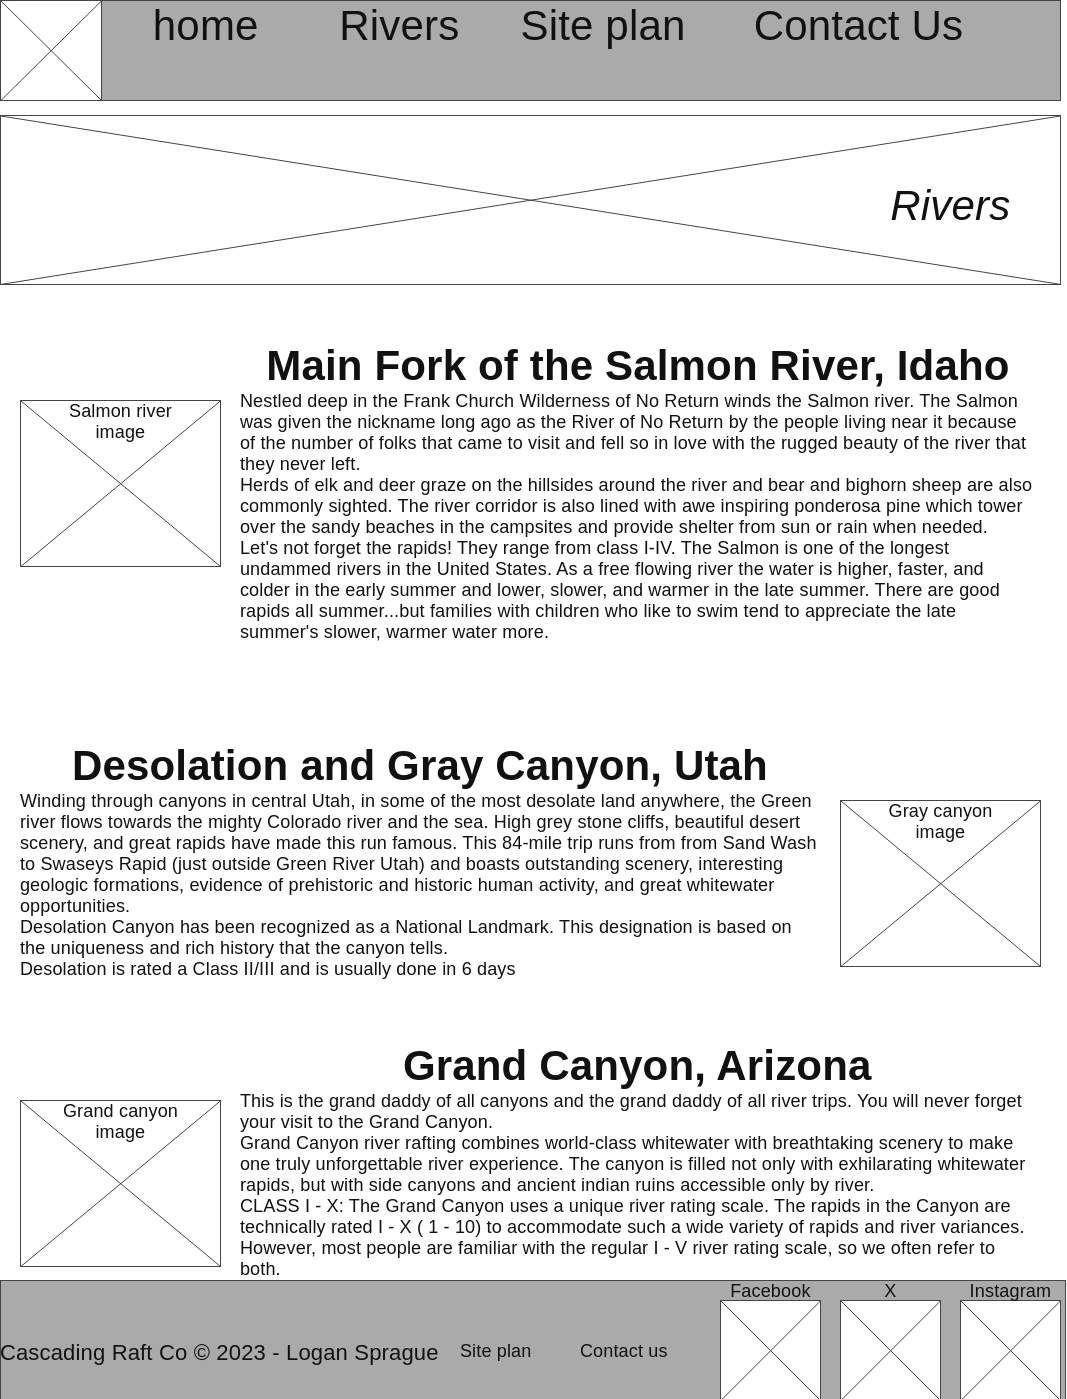 home Rivers Site plan Contact Us
Rivers
Main Fork of the Salmon River, Idaho
Salmon river
image
Nestled deep in the Frank Church Wilderness of No Return winds the Salmon river. The Salmon
was given the nickname long ago as the River of No Return by the people living near it because
of the number of folks that came to visit and fell so in love with the rugged beauty of the river that
they never left.
Herds of elk and deer graze on the hillsides around the river and bear and bighorn sheep are also
commonly sighted. The river corridor is also lined with awe inspiring ponderosa pine which tower
over the sandy beaches in the campsites and provide shelter from sun or rain when needed.
Let's not forget the rapids! They range from class I-IV. The Salmon is one of the longest
undammed rivers in the United States. As a free flowing river the water is higher, faster, and
colder in the early summer and lower, slower, and warmer in the late summer. There are good
rapids all summer...but families with children who like to swim tend to appreciate the late
summer's slower, warmer water more.
Desolation and Gray Canyon, Utah
Winding through canyons in central Utah, in some of the most desolate land anywhere, the Green
river flows towards the mighty Colorado river and the sea. High grey stone cliffs, beautiful desert
scenery, and great rapids have made this run famous. This 84-mile trip runs from from Sand Wash
to Swaseys Rapid (just outside Green River Utah) and boasts outstanding scenery, interesting
geologic formations, evidence of prehistoric and historic human activity, and great whitewater
opportunities.
Desolation Canyon has been recognized as a National Landmark. This designation is based on
the uniqueness and rich history that the canyon tells.
Desolation is rated a Class II/III and is usually done in 6 days
Gray canyon
image
Grand Canyon, Arizona
Grand canyon
image
This is the grand daddy of all canyons and the grand daddy of all river trips. You will never forget
your visit to the Grand Canyon.
Grand Canyon river rafting combines world-class whitewater with breathtaking scenery to make
one truly unforgettable river experience. The canyon is filled not only with exhilarating whitewater
rapids, but with side canyons and ancient indian ruins accessible only by river.
CLASS I - X: The Grand Canyon uses a unique river rating scale. The rapids in the Canyon are
technically rated I - X ( 1 - 10) to accommodate such a wide variety of rapids and river variances.
However, most people are familiar with the regular I - V river rating scale, so we often refer to
both.
Facebook X Instagram
Cascading Raft Co © 2023 - Logan Sprague Site plan Contact us